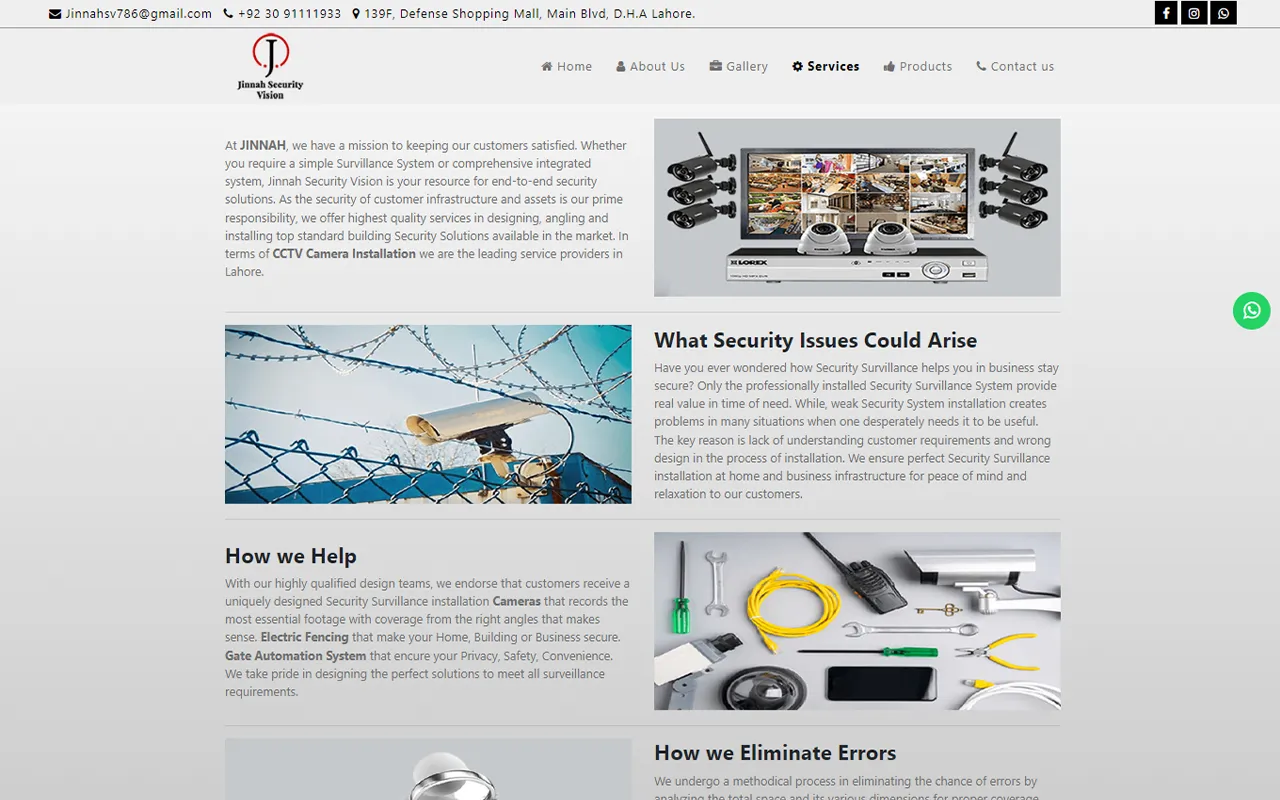 Jinnahsv786@gmail.com +92 30 91111933 139F, Defense Shopping Mall, Main Blvd, D.H.A Lahore.
J.
Jinnah Security
Vision
Home About Us Gallery Services Products Contact us
At JINNAH, we have a mission to keeping our customers satisfied. Whether
you require a simple Survillance System or comprehensive integrated
system, Jinnah Security Vision is your resource for end-to-end security
solutions. As the security of customer infrastructure and assets is our prime
responsibility, we offer highest quality services in designing, angling and
installing top standard building Security Solutions available in the market. In
terms of CCTV Camera Installation we are the leading service providers in
Lahore.
LOREX
What Security Issues Could Arise
Have you ever wondered how Security Survillance helps you in business stay
secure? Only the professionally installed Security Survillance System provide
real value in time of need. While, weak Security System installation creates
problems in many situations when one desperately needs it to be useful.
The key reason is lack of understanding customer requirements and wrong
design in the process of installation. We ensure perfect Security Survillance
installation at home and business infrastructure for peace of mind and
relaxation to our customers.
How we Help
With our highly qualified design teams, we endorse that customers receive a
uniquely designed Security Survillance installation Cameras that records the
most essential footage with coverage from the right angles that makes
sense. Electric Fencing that make your Home, Building or Business secure.
Gate Automation System that encure your Privacy, Safety, Convenience.
We take pride in designing the perfect solutions to meet all surveillance
requirements.
How we Eliminate Errors
We undergo a methodical process in eliminating the chance of errors by
analyzing the total space and its various dimensions for proper coverage